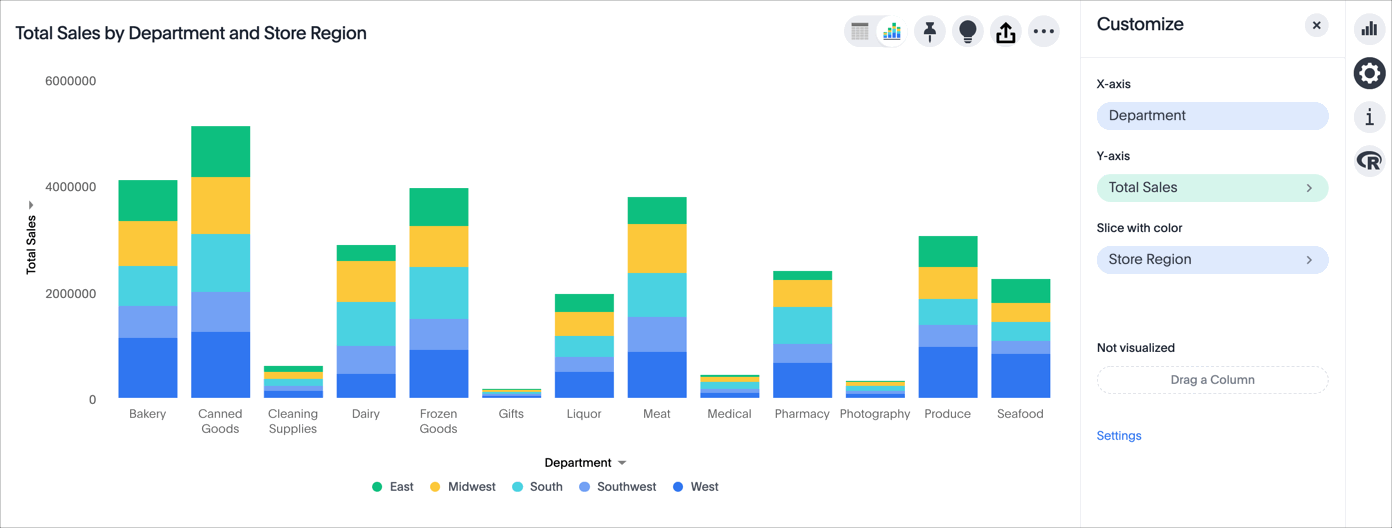 Total Sales by Department and Store Region
6000000
4000000
2000000
0
Total Sales
Bakery
Canned
Goods
Cleaning
Supplies
Dairy
Frozen
Goods
Gifts
Liquor
Meat
Medical
Pharmacy
Photography
Produce
Seafood
Department
East
Midwest
South
Southwest
West
Customize
X-axis
Department
Y-axis
Total Sales
Slice with color
Store Region
Not visualized
Drag a Column
Settings
i
R